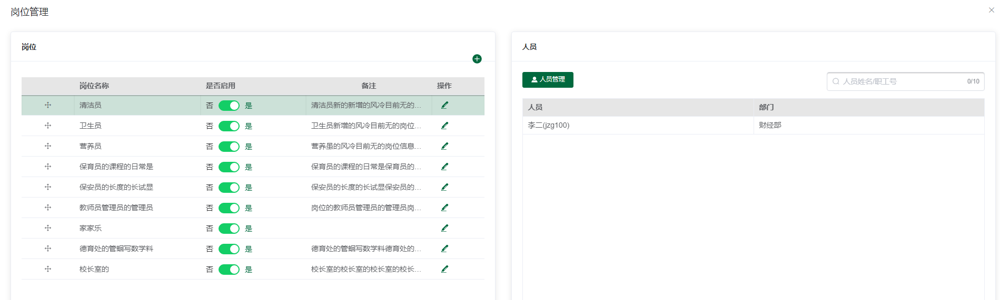 岗位管理
岗位
岗位名称 是否启用 备注 操作
清洁员 否 是 清洁员新的新增的风冷目前无的...
卫生员 否 是 卫生员新增的风冷目前无的岗位...
营养员 否 是 营养虽的风冷目前无的岗位信息...
保育员的课程的日常是 否 是 保育员的课程的日常是保育员的...
保安员的长度的长试显 否 是 保安员的长度的长试显保安员的...
教师员管理员的管理员 否 是 岗位的教师员管理员的管理员岗...
家家乐 否 是
德育处的管蛔写数学料 否 是 德育处的管蛔写数学料德育处的...
校长室的 否 是 校长室的校长室的校长室的校长...
人员
人员管理
人员姓名/职工号 0/10
人员 部门
李二(jzg100) 财经部